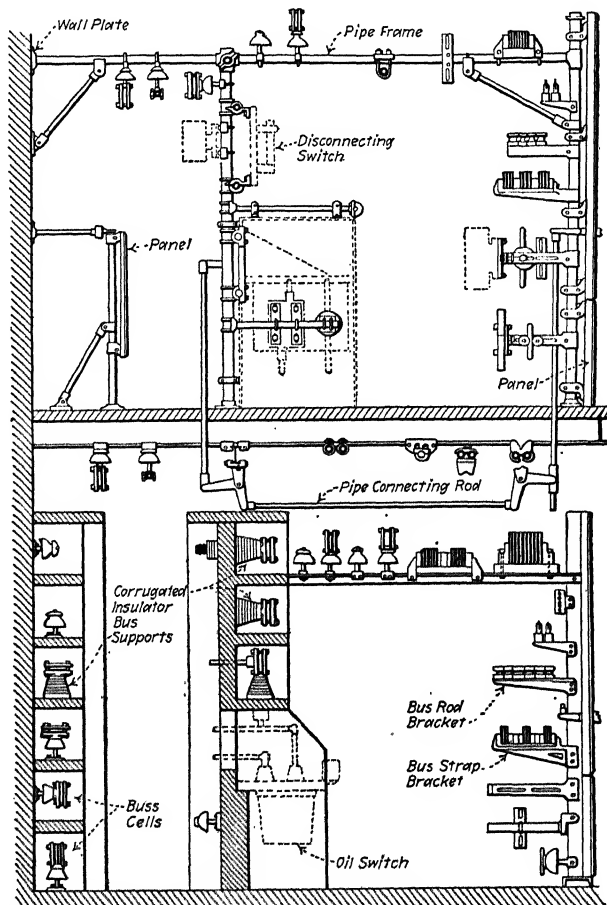 Wall Plate
Pipe Frame
Disconnecting
Switch
Panel
Panel
Pipe Connecting Rod
Corrugated
Insulator
Bus
Supports
Bus Rod
Bracket
Bus Strap
Bracket
Buss
Cells
Oil Switch